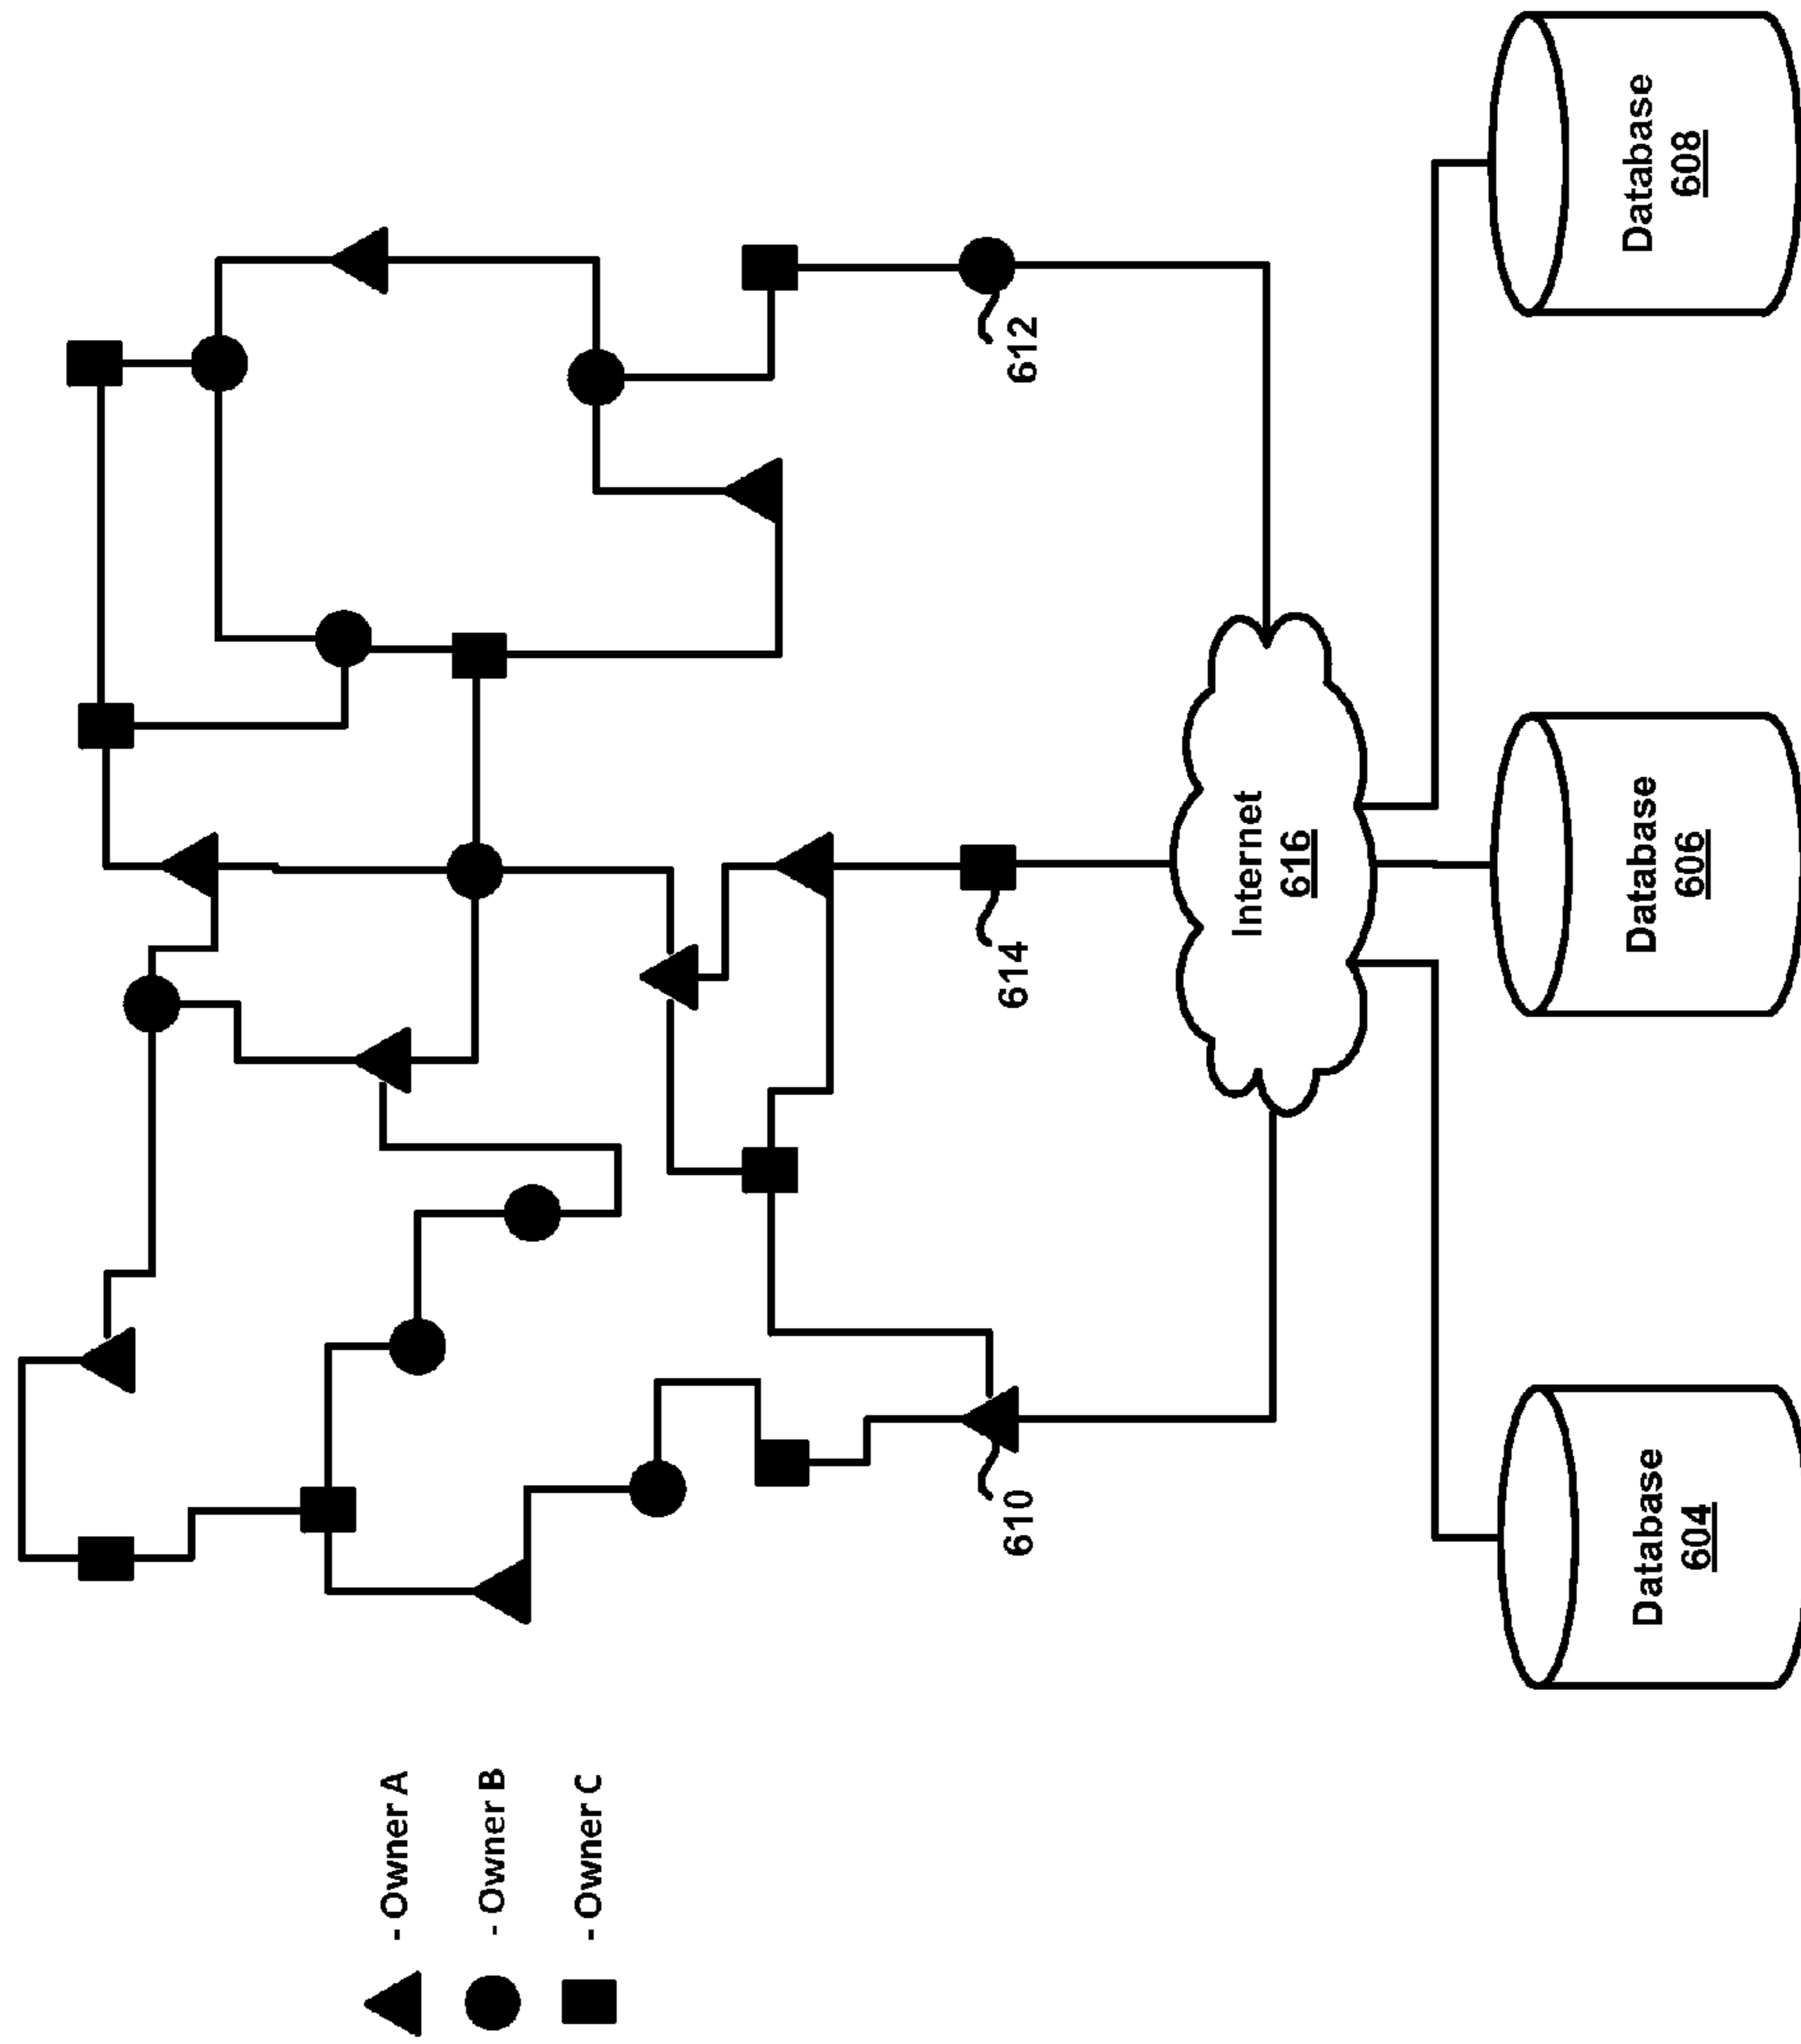 - Owner A
- Owner B
- Owner C
610
614
612
Internet
616
Database
604
Database
606
Database
608